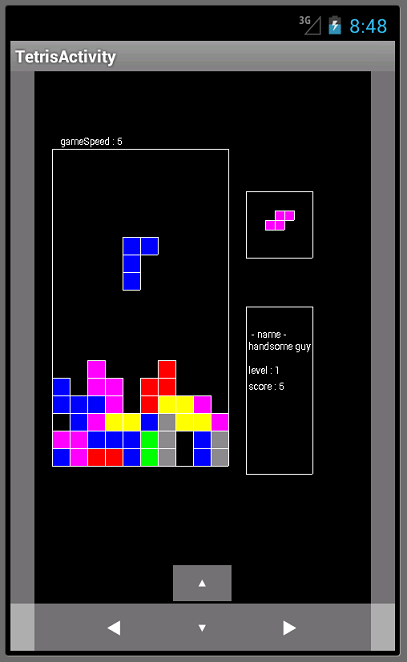 3G 8:48
TetrisActivity
gameSpeed : 5
- name -
handsome guy
level : 1
score : 5